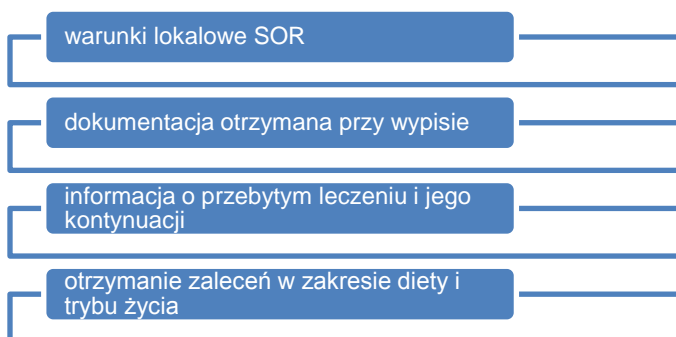 warunki lokalowe SOR
dokumentacja otrzymana przy wypisie
informacja o przebytym leczeniu i jego
kontynuacji
otrzymanie zaleceń w zakresie diety i
trybu życia